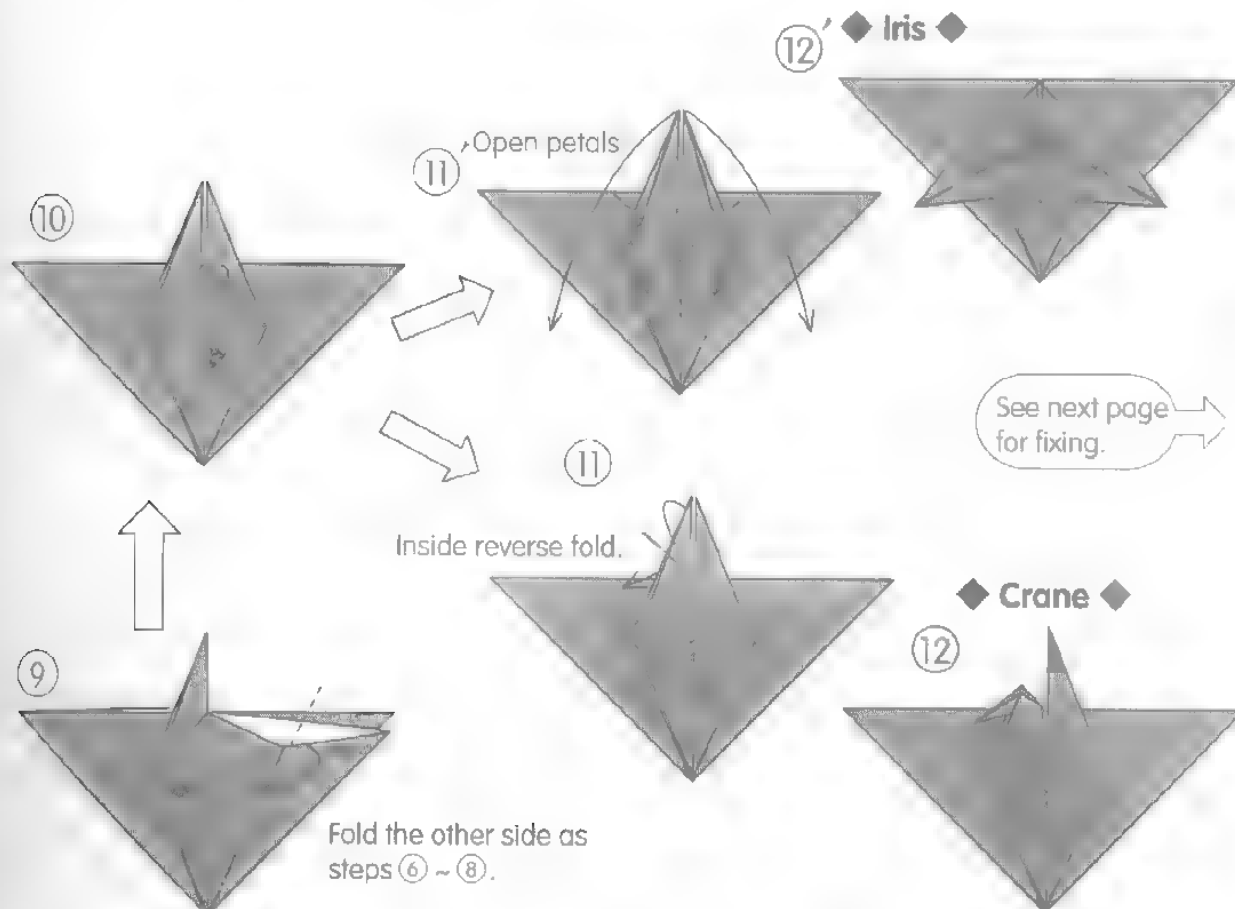 ⑫′ ◆ Iris ◆
⑪′ Open petals
⑩
See next page
for fixing.
⑪
Inside reverse fold.
◆ Crane ◆
⑫
⑨
Fold the other side as
steps ⑥ ~ ⑧.